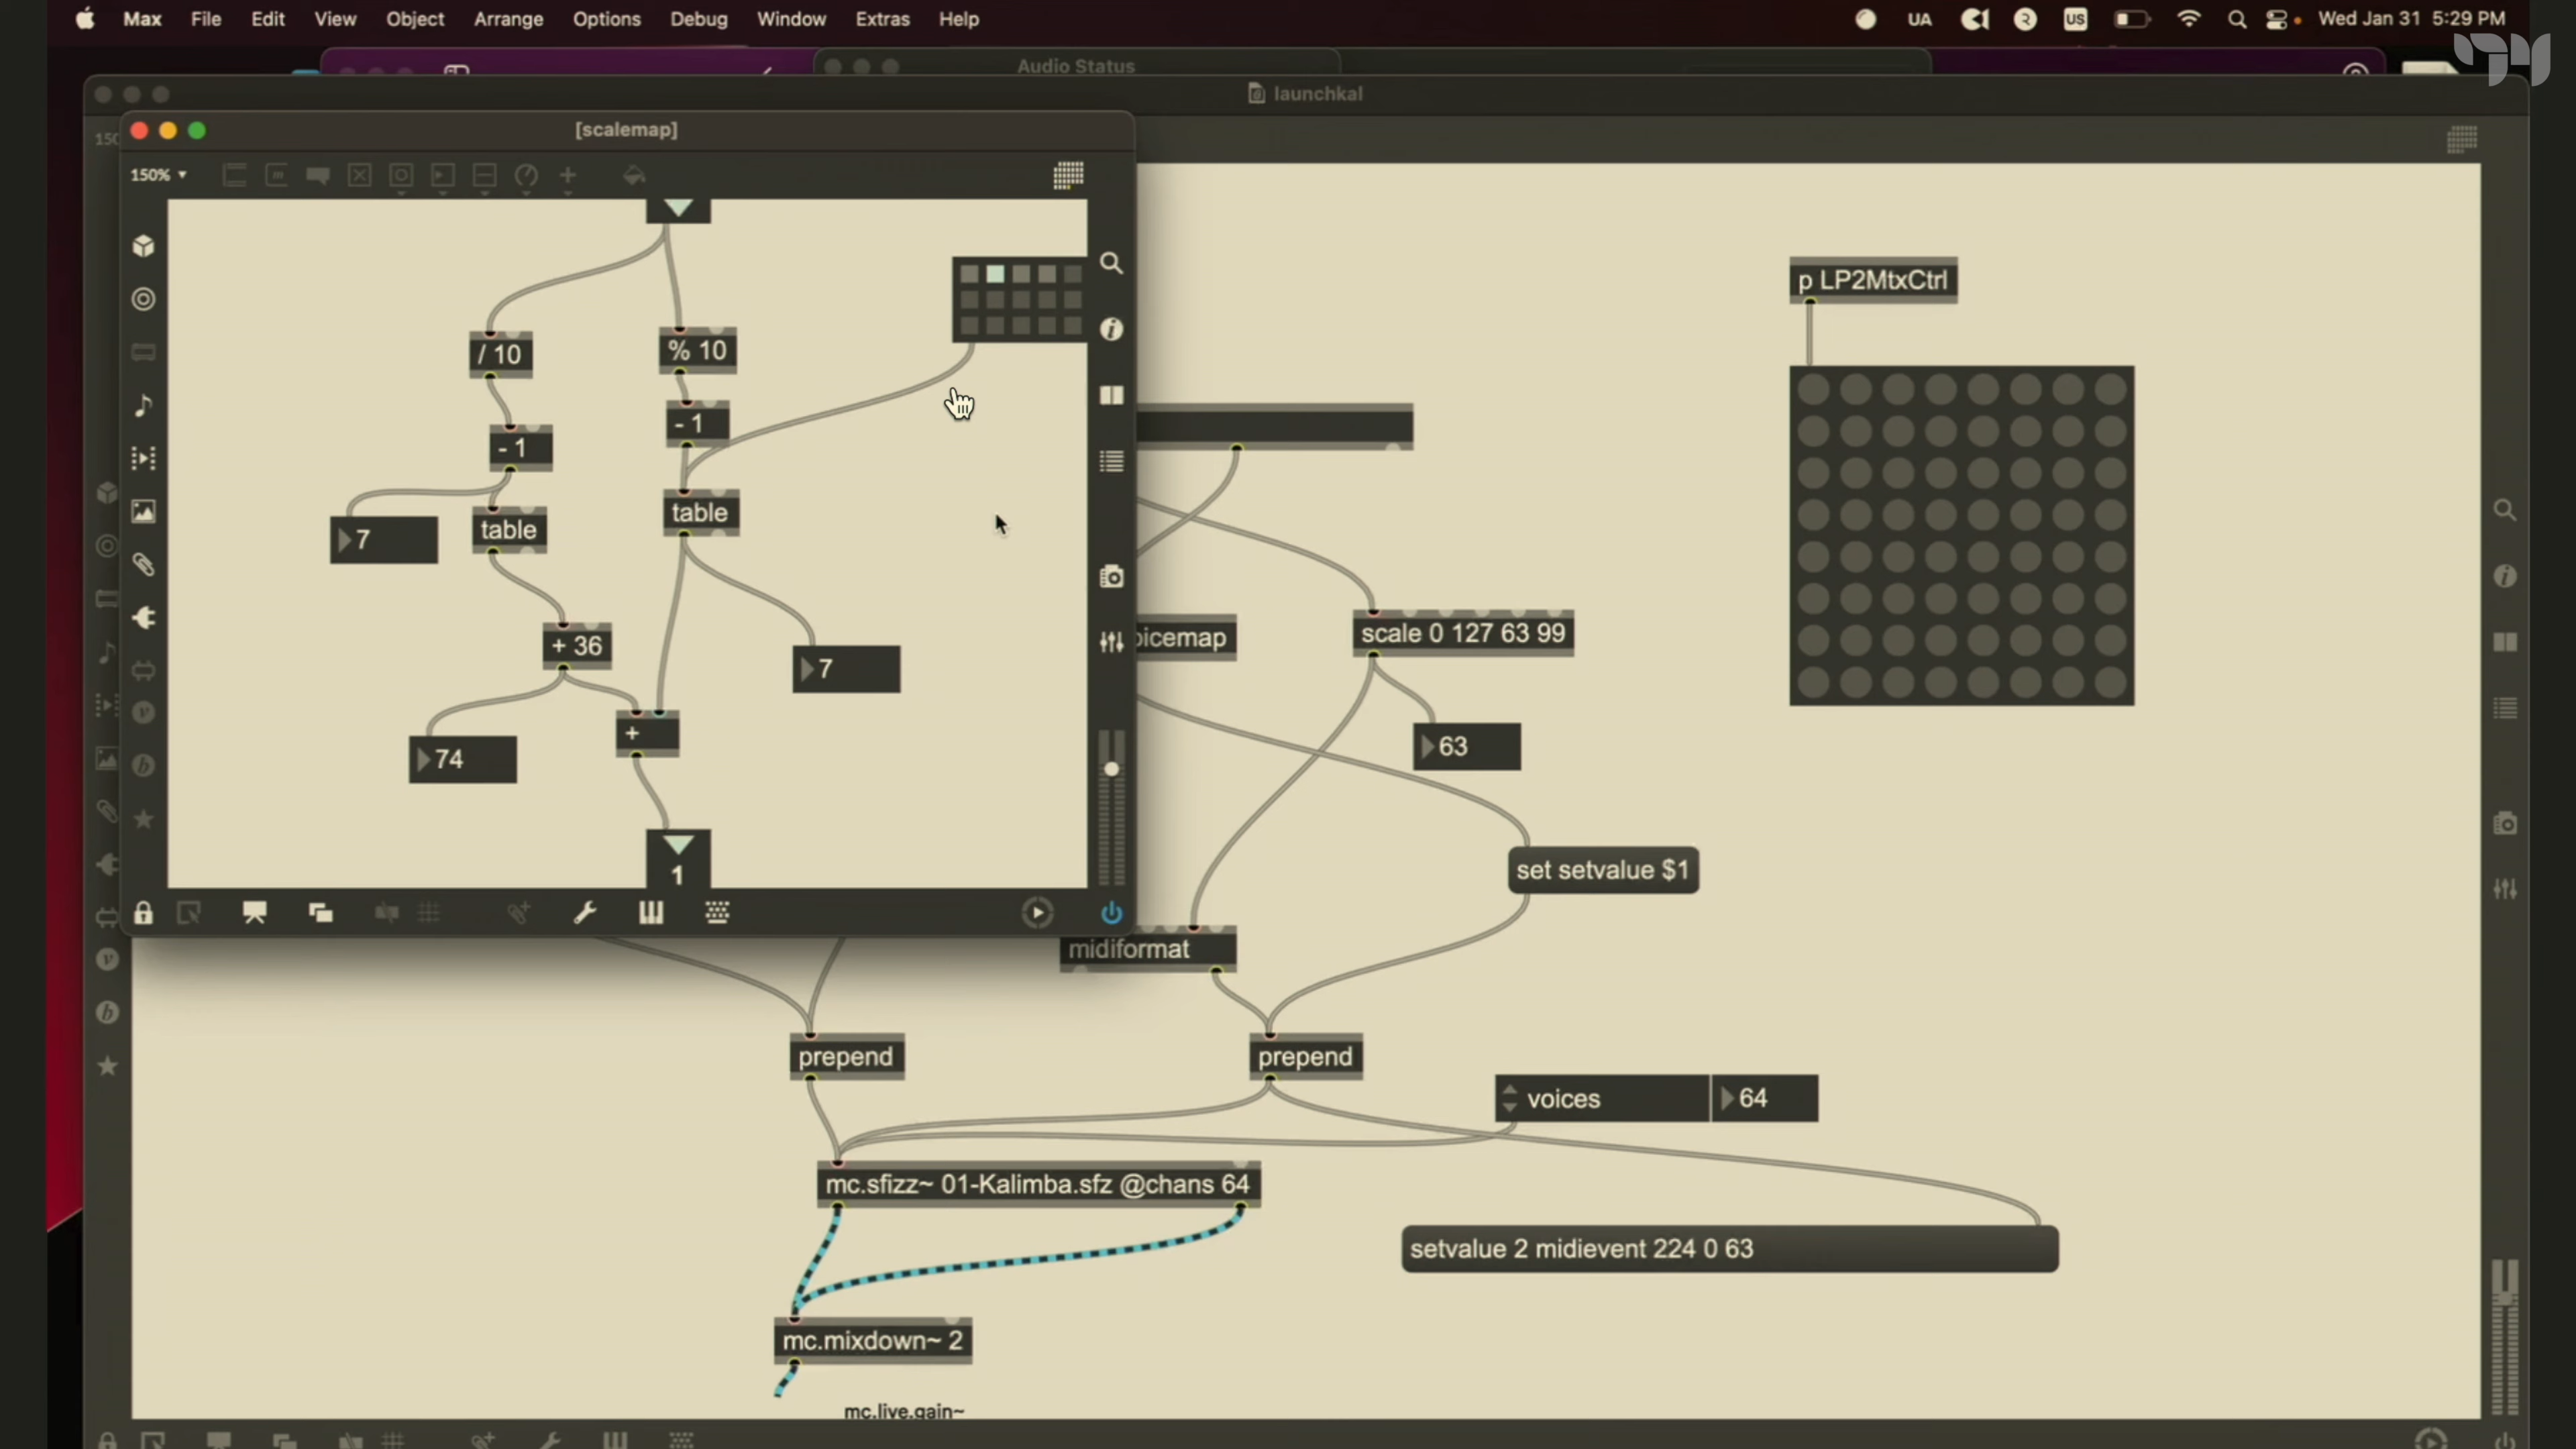 Max File Edit View Object Arrange Options Debug Window Extras Help
UA
US
Wed Jan 31 5:29 PM
Audio Status
launchkal
[scalemap]
150%
/ 10
% 10
- 1
- 1
7
table
table
+ 36
7
+
74
1
p LP2MtxCtrl
scale 0 127 63 99
63
set setvalue $1
midiformat
prepend
prepend
voices
64
mc.sfizz~ 01-Kalimba.sfz @chans 64
setvalue 2 midievent 224 0 63
mc.mixdown~ 2
mc.live.gain~